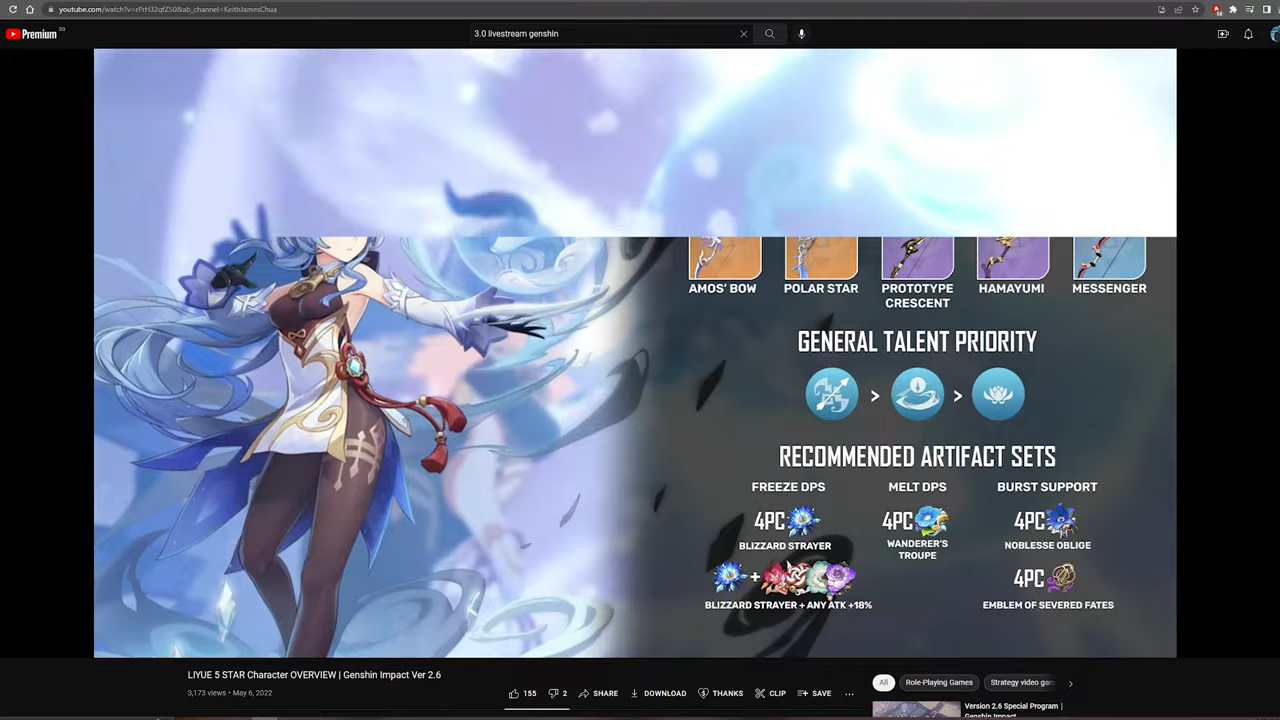 youtube.com/watch?v=rPrH32qfZS0&ab_channel=KeithJamesChua
Premium SG
3.0 livestream genshin
AMOS' BOW
POLAR STAR
PROTOTYPE
CRESCENT
HAMAYUMI
MESSENGER
GENERAL TALENT PRIORITY
> >
RECOMMENDED ARTIFACT SETS
FREEZE DPS
MELT DPS
BURST SUPPORT
4PC
4PC
4PC
BLIZZARD STRAYER
WANDERER'S
TROUPE
NOBLESSE OBLIGE
+
4PC
BLIZZARD STRAYER + ANY ATK +18%
EMBLEM OF SEVERED FATES
LIYUE 5 STAR Character OVERVIEW | Genshin Impact Ver 2.6
3,173 views • May 6, 2022
155
2
SHARE
DOWNLOAD
THANKS
CLIP
SAVE
All
Role-Playing Games
Strategy video gam
Version 2.6 Special Program |
Genshin Impact